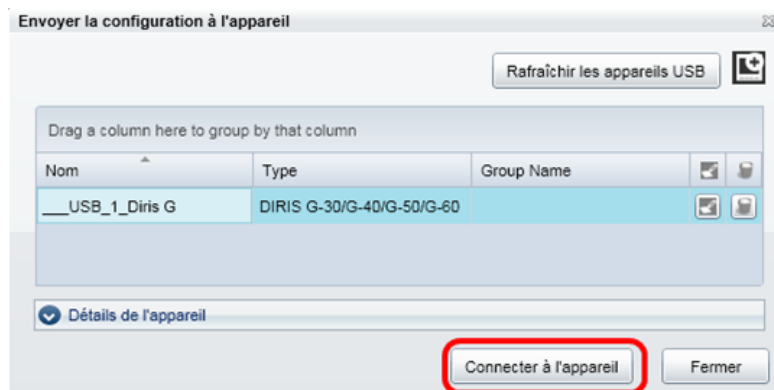 Envoyer la configuration à l'appareil
Rafraîchir les appareils USB
Drag a column here to group by that column
Nom Type Group Name
___USB_1_Diris G DIRIS G-30/G-40/G-50/G-60
Détails de l'appareil
Connecter à l'appareil Fermer